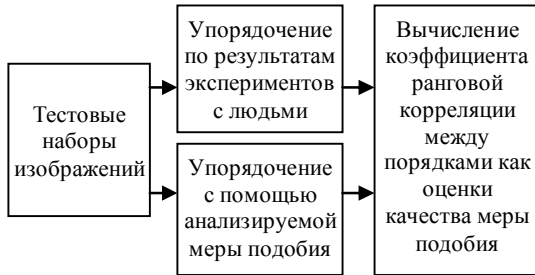 Тестовые
наборы
изображений
Упорядочение
по результатам
экспериментов
с людьми
Упорядочение
с помощью
анализируемой
меры подобия
Вычисление
коэффициента
ранговой
корреляции
между
порядками как
оценки
качества меры
подобия